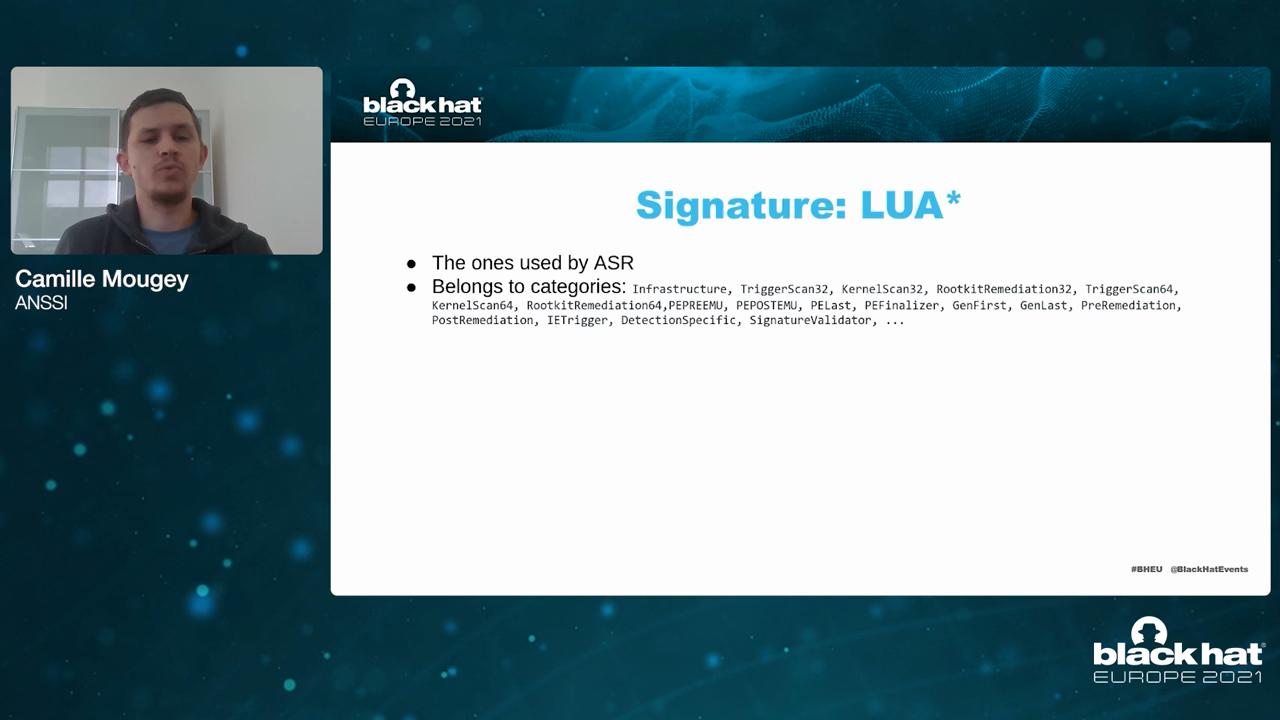 black hat
EUROPE 2021
Signature: LUA*
● The ones used by ASR
● Belongs to categories: Infrastructure, TriggerScan32, KernelScan32, RootkitRemediation32, TriggerScan64,
KernelScan64, RootkitRemediation64,PEPREEMU, PEPOSTEMU, PELast, PEFinalizer, GenFirst, GenLast, PreRemediation,
PostRemediation, IETrigger, DetectionSpecific, SignatureValidator, ...
#BHEU @BlackHatEvents
Camille Mougey
ANSSI
black hat®
EUROPE 2021